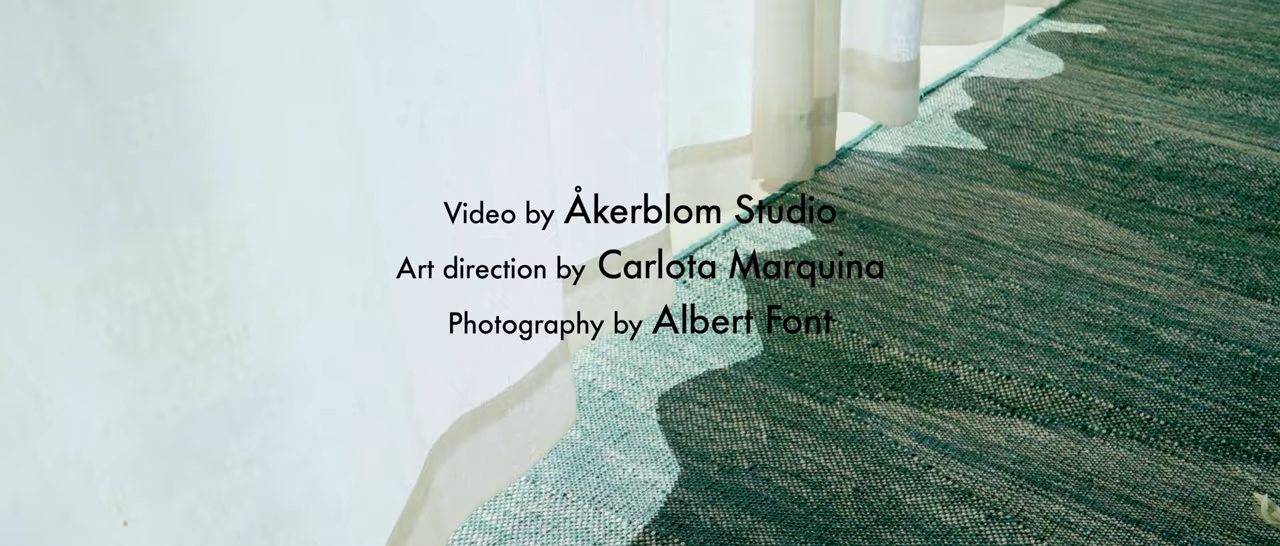 Video by Åkerblom Studio
Art direction by Carlota Marquina
Photography by Albert Font